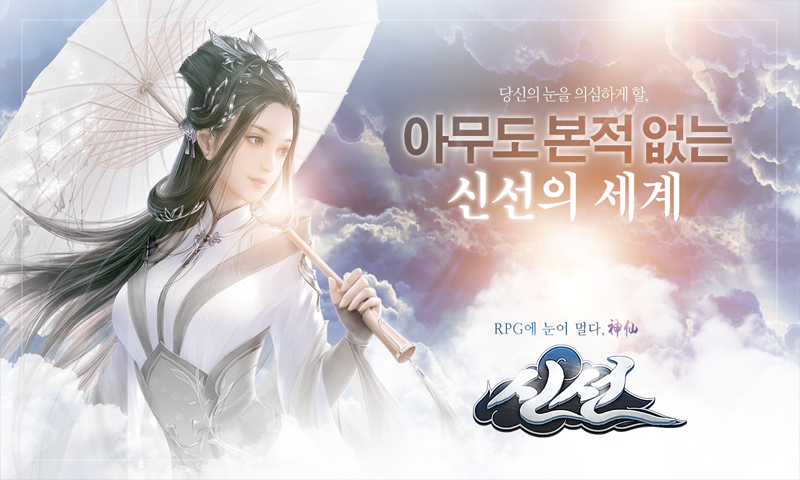 당신의 눈을 의심하게 할,
아무도 본적 없는
신선의 세계
RPG에 눈이 멀다, 神仙
신선